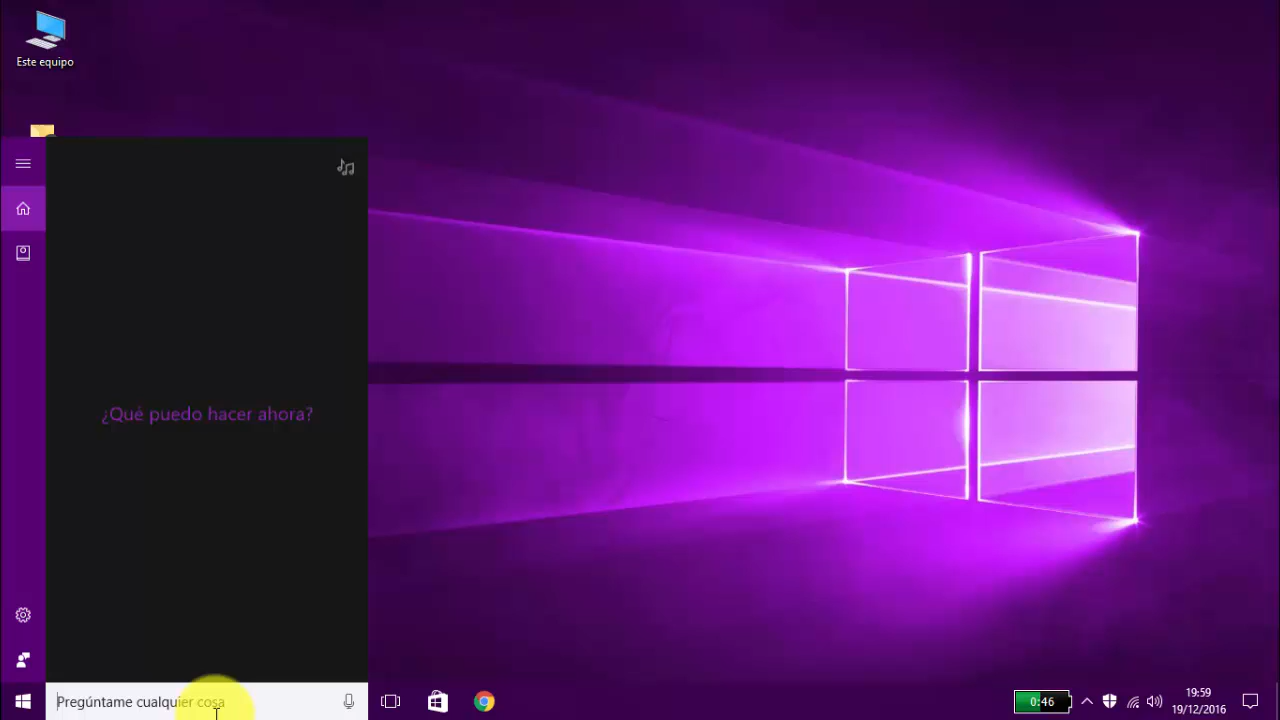 Este equipo
¿Qué puedo hacer ahora?
Pregúntame cualquier cosa
0:46
19:59
19/12/2016